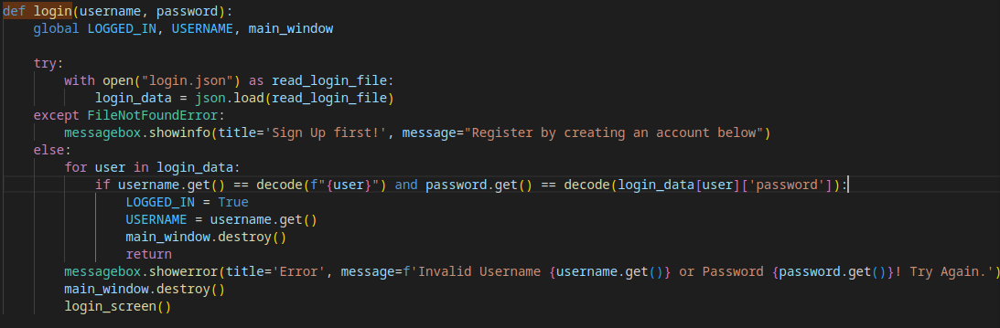 def login(username, password):
    global LOGGED_IN, USERNAME, main_window

    try:
        with open("login.json") as read_login_file:
            login_data = json.load(read_login_file)
    except FileNotFoundError:
        messagebox.showinfo(title='Sign Up first!', message="Register by creating an account below")
    else:
        for user in login_data:
            if username.get() == decode(f"{user}") and password.get() == decode(login_data[user]['password']):
                LOGGED_IN = True
                USERNAME = username.get()
                main_window.destroy()
                return
        messagebox.showerror(title='Error', message=f'Invalid Username {username.get()} or Password {password.get()}! Try Again.')
        main_window.destroy()
        login_screen()